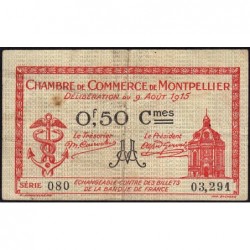 CHAMBRE DE COMMERCE DE MONTPELLIER
DÉLIBÉRATION DU 9 AOÛT 1915
0f,50 Cmes
Le Trésorier
Le Président
SÉRIE 080
03,291
ÉCHANGEABLE CONTRE DES BILLETS
DE LA BANQUE DE FRANCE